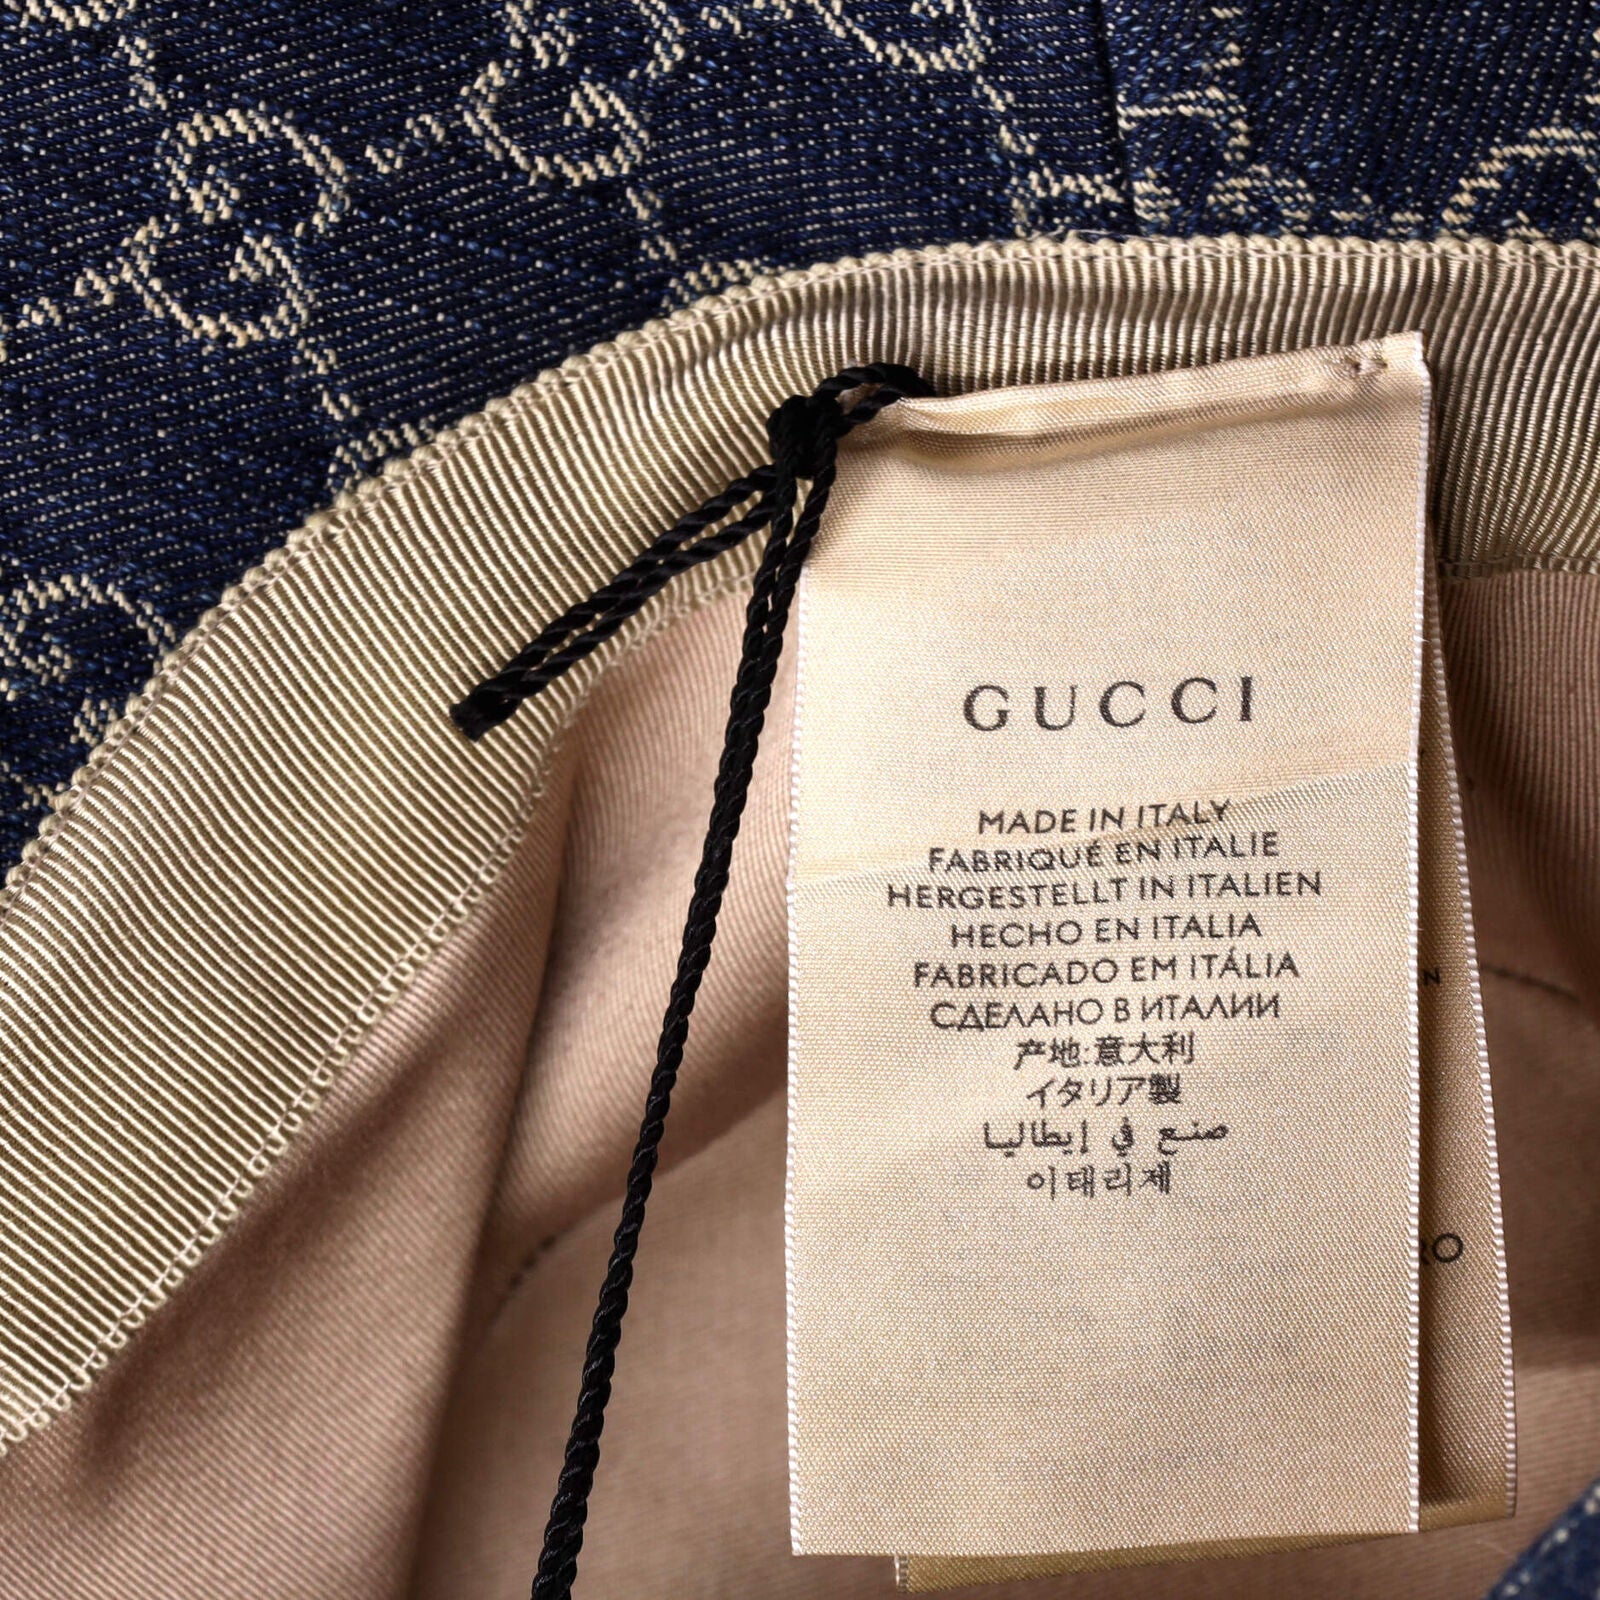 GUCCI
MADE IN ITALY
FABRIQUÉ EN ITALIE
HERGESTELLT IN ITALIEN
HECHO EN ITALIA
FABRICADO EM ITÁLIA
СДЕЛАНО В ИТАЛИИ
产地:意大利
イタリア製
صنع في إيطاليا
이태리제